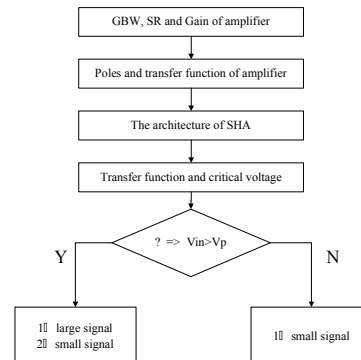 GBW, SR and Gain of amplifier
Poles and transfer function of amplifier
The architecture of SHA
Transfer function and critical voltage
? => Vin>Vp
Y
N
1▯ large signal
2▯ small signal
1▯ small signal